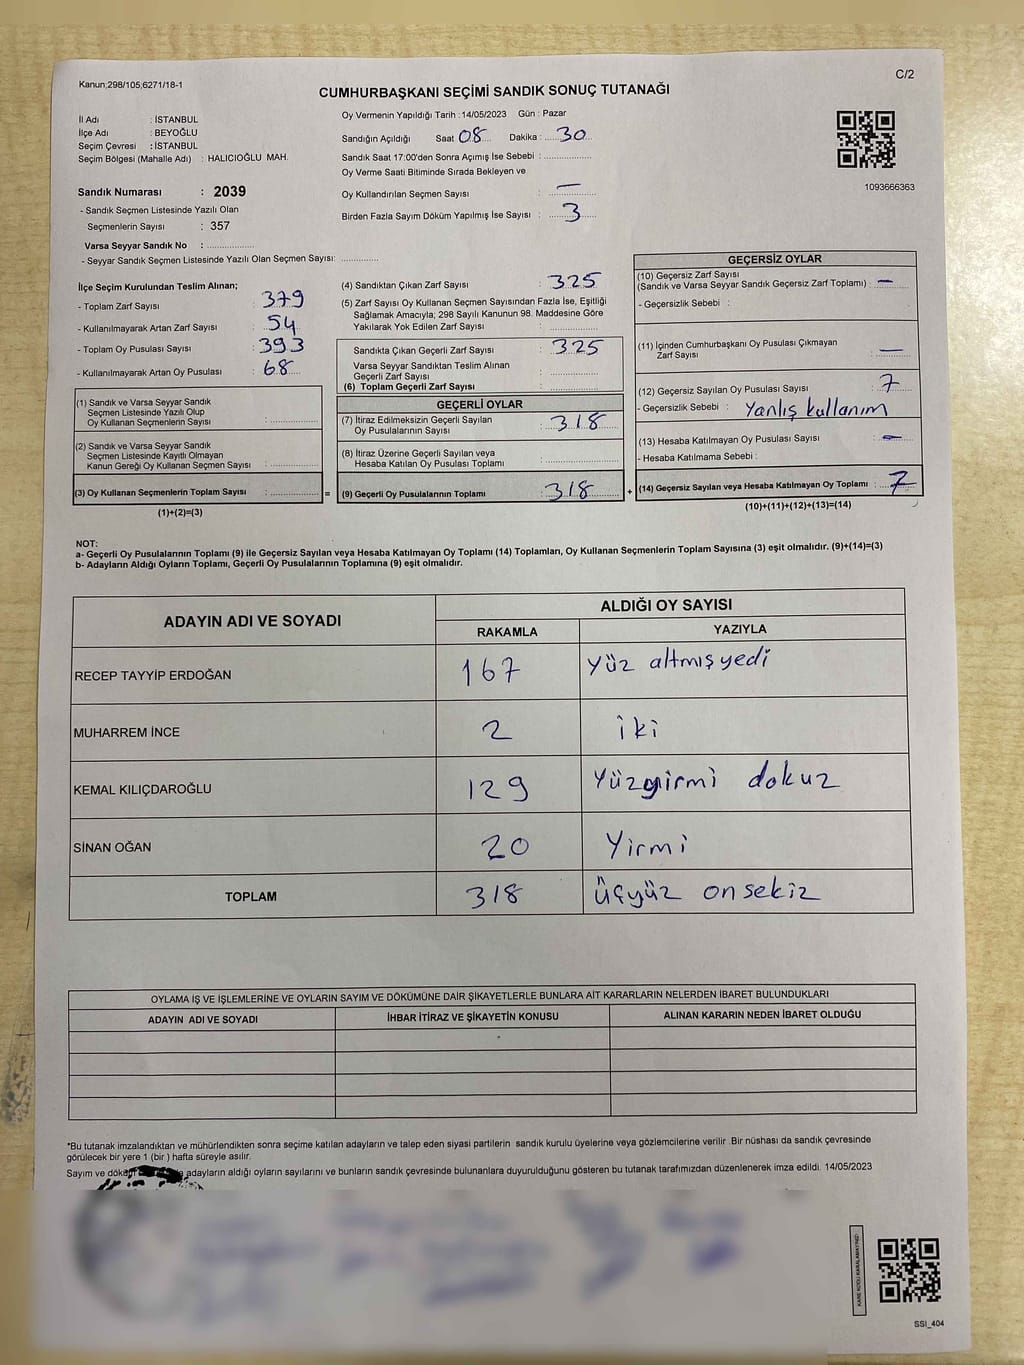 Kanun;298/105;6271/18-1
C/2
CUMHURBAŞKANI SEÇİMİ SANDIK SONUÇ TUTANAĞI
İl Adı : İSTANBUL
İlçe Adı : BEYOĞLU
Seçim Çevresi : İSTANBUL
Seçim Bölgesi (Mahalle Adı) : HALICIOĞLU MAH.
Sandık Numarası : 2039
- Sandık Seçmen Listesinde Yazılı Olan
Seçmenlerin Sayısı : 357
Varsa Seyyar Sandık No : ................
- Seyyar Sandık Seçmen Listesinde Yazılı Olan Seçmen Sayısı: .............
Oy Vermenin Yapıldığı Tarih : 14/05/2023 Gün : Pazar
Sandığın Açıldığı Saat 08 Dakika : 30
Sandık Saat 17:00'den Sonra Açımış İse Sebebi : ................
Oy Verme Saati Bitiminde Sırada Bekleyen ve
Oy Kullandırılan Seçmen Sayısı : —
Birden Fazla Sayım Döküm Yapılmış İse Sayısı : 3
1093666363
İlçe Seçim Kurulundan Teslim Alınan;
- Toplam Zarf Sayısı : 379
- Kullanılmayarak Artan Zarf Sayısı : 54
- Toplam Oy Pusulası Sayısı : 393
- Kullanılmayarak Artan Oy Pusulası : 68
(1) Sandık ve Varsa Seyyar Sandık
Seçmen Listesinde Yazılı Olup
Oy Kullanan Seçmenlerin Sayısı : ................
(2) Sandık ve Varsa Seyyar Sandık
Seçmen Listesinde Kayıtlı Olmayan
Kanun Gereği Oy Kullanan Seçmen Sayısı : ................
(3) Oy Kullanan Seçmenlerin Toplam Sayısı : ................ =
(1)+(2)=(3)
(4) Sandıktan Çıkan Zarf Sayısı : 325
(5) Zarf Sayısı Oy Kullanan Seçmen Sayısından Fazla İse, Eşitliği
Sağlamak Amacıyla; 298 Sayılı Kanunun 98. Maddesine Göre
Yakılarak Yok Edilen Zarf Sayısı : ................
Sandıkta Çıkan Geçerli Zarf Sayısı : 325
Varsa Seyyar Sandıktan Teslim Alınan
Geçerli Zarf Sayısı : ................
(6) Toplam Geçerli Zarf Sayısı : ................
GEÇERLİ OYLAR
(7) İtiraz Edilmeksizin Geçerli Sayılan
Oy Pusulalarının Sayısı : 318
(8) İtiraz Üzerine Geçerli Sayılan veya
Hesaba Katılan Oy Pusulası Toplamı : ................
(9) Geçerli Oy Pusulalarının Toplamı : 318 +
GEÇERSİZ OYLAR
(10) Geçersiz Zarf Sayısı
(Sandık ve Varsa Seyyar Sandık Geçersiz Zarf Toplamı) : —
- Geçersizlik Sebebi :
(11) İçinden Cumhurbaşkanı Oy Pusulası Çıkmayan
Zarf Sayısı : —
(12) Geçersiz Sayılan Oy Pusulası Sayısı : 7
- Geçersizlik Sebebi : Yanlış kullanım
(13) Hesaba Katılmayan Oy Pusulası Sayısı : —
- Hesaba Katılmama Sebebi :
(14) Geçersiz Sayılan veya Hesaba Katılmayan Oy Toplamı : 7
(10)+(11)+(12)+(13)=(14)
NOT:
a- Geçerli Oy Pusulalarının Toplamı (9) ile Geçersiz Sayılan veya Hesaba Katılmayan Oy Toplamı (14) Toplamları, Oy Kullanan Seçmenlerin Toplam Sayısına (3) eşit olmalıdır. (9)+(14)=(3)
b- Adayların Aldığı Oyların Toplamı, Geçerli Oy Pusulalarının Toplamına (9) eşit olmalıdır.
ADAYIN ADI VE SOYADI
ALDIĞI OY SAYISI
RAKAMLA YAZIYLA
RECEP TAYYİP ERDOĞAN 167 Yüz altmış yedi
MUHARREM İNCE 2 iki
KEMAL KILIÇDAROĞLU 129 Yüzyirmi dokuz
SİNAN OĞAN 20 Yirmi
TOPLAM 318 üçyüz onsekiz
OYLAMA İŞ VE İŞLEMLERİNE VE OYLARIN SAYIM VE DÖKÜMÜNE DAİR ŞİKAYETLERLE BUNLARA AİT KARARLARIN NELERDEN İBARET BULUNDUKLARI
ADAYIN ADI VE SOYADI İHBAR İTİRAZ VE ŞİKAYETİN KONUSU ALINAN KARARIN NEDEN İBARET OLDUĞU
*Bu tutanak imzalandıktan ve mühürlendikten sonra seçime katılan adayların ve talep eden siyasi partilerin sandık kurulu üyelerine veya gözlemcilerine verilir .Bir nüshası da sandık çevresinde
görülecek bir yere 1 (bir ) hafta süreyle asılır.
Sayım ve adayların aldığı oyların sayılarını ve bunların sandık çevresinde bulunanlara duyurulduğunu gösteren bu tutanak tarafımızdan düzenlenerek imza edildi. 14/05/2023
KARE KODU KARALAMAYINIZ
SSI_404